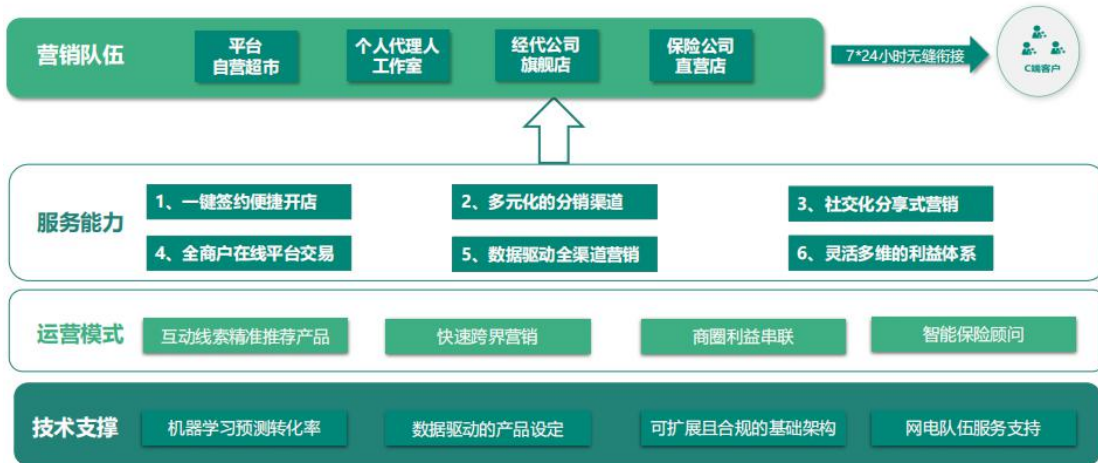 营销队伍
平台
自营超市
个人代理人
工作室
经代公司
旗舰店
保险公司
直营店
7*24小时无缝衔接
C端客户
服务能力
1、一键签约便捷开店
2、多元化的分销渠道
3、社交化分享式营销
4、全商户在线平台交易
5、数据驱动全渠道营销
6、灵活多维的利益体系
运营模式
互动线索精准推荐产品
快速跨界营销
商圈利益串联
智能保险顾问
技术支撑
机器学习预测转化率
数据驱动的产品设定
可扩展且合规的基础架构
网电队伍服务支持